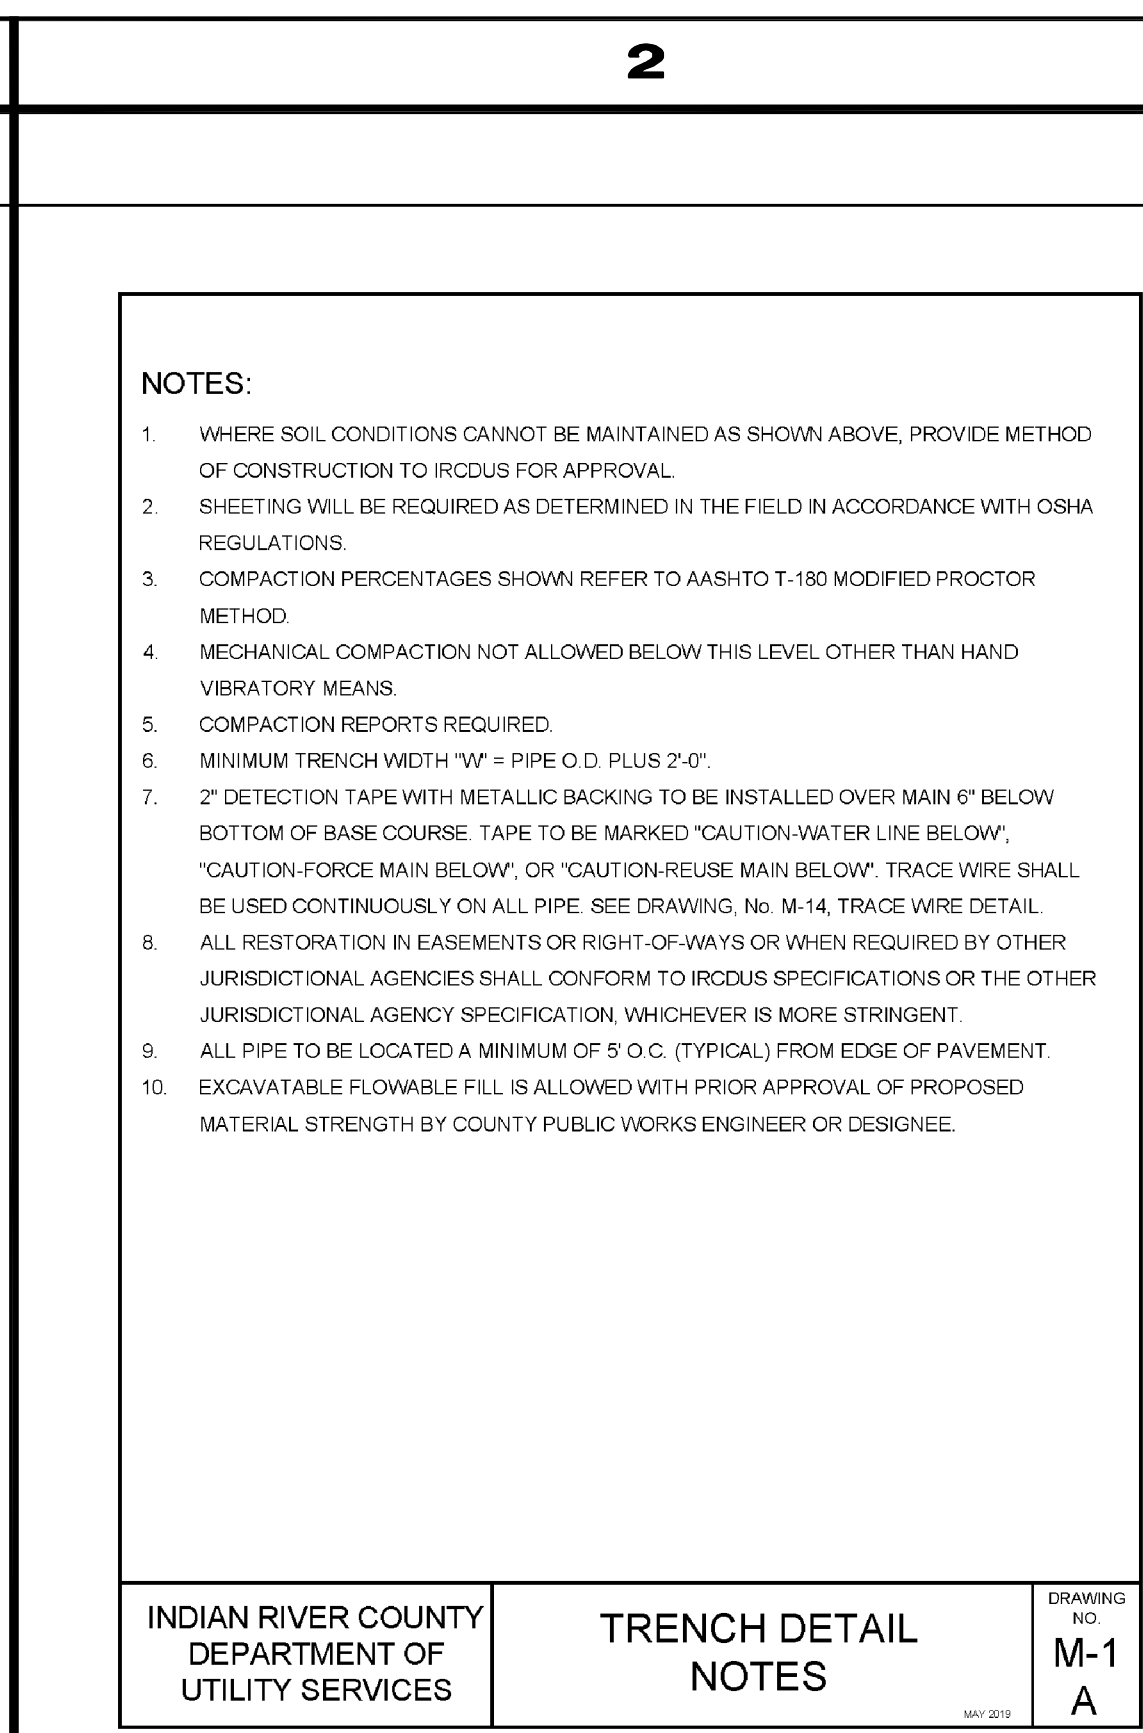 2
NOTES:
1. WHERE SOIL CONDITIONS CANNOT BE MAINTAINED AS SHOWN ABOVE, PROVIDE METHOD
OF CONSTRUCTION TO IRCDUS FOR APPROVAL.
2. SHEETING WILL BE REQUIRED AS DETERMINED IN THE FIELD IN ACCORDANCE WITH OSHA
REGULATIONS.
3. COMPACTION PERCENTAGES SHOWN REFER TO AASHTO T-180 MODIFIED PROCTOR
METHOD.
4. MECHANICAL COMPACTION NOT ALLOWED BELOW THIS LEVEL OTHER THAN HAND
VIBRATORY MEANS.
5. COMPACTION REPORTS REQUIRED.
6. MINIMUM TRENCH WIDTH "W" = PIPE O.D. PLUS 2'-0".
7. 2" DETECTION TAPE WITH METALLIC BACKING TO BE INSTALLED OVER MAIN 6" BELOW
BOTTOM OF BASE COURSE. TAPE TO BE MARKED "CAUTION-WATER LINE BELOW",
"CAUTION-FORCE MAIN BELOW", OR "CAUTION-REUSE MAIN BELOW". TRACE WIRE SHALL
BE USED CONTINUOUSLY ON ALL PIPE. SEE DRAWING, No. M-14, TRACE WIRE DETAIL.
8. ALL RESTORATION IN EASEMENTS OR RIGHT-OF-WAYS OR WHEN REQUIRED BY OTHER
JURISDICTIONAL AGENCIES SHALL CONFORM TO IRCDUS SPECIFICATIONS OR THE OTHER
JURISDICTIONAL AGENCY SPECIFICATION, WHICHEVER IS MORE STRINGENT.
9. ALL PIPE TO BE LOCATED A MINIMUM OF 5' O.C. (TYPICAL) FROM EDGE OF PAVEMENT.
10. EXCAVATABLE FLOWABLE FILL IS ALLOWED WITH PRIOR APPROVAL OF PROPOSED
MATERIAL STRENGTH BY COUNTY PUBLIC WORKS ENGINEER OR DESIGNEE.
INDIAN RIVER COUNTY
DEPARTMENT OF
UTILITY SERVICES
TRENCH DETAIL
NOTES
MAY 2019
DRAWING
NO.
M-1
A